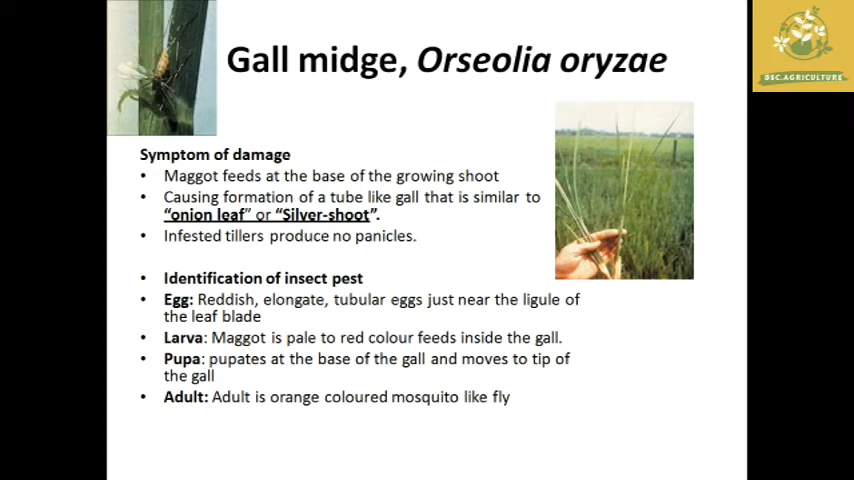 Gall midge, Orseolia oryzae
BSC.AGRICULTURE
Symptom of damage
• Maggot feeds at the base of the growing shoot
• Causing formation of a tube like gall that is similar to
“onion leaf” or “Silver-shoot”.
• Infested tillers produce no panicles.
• Identification of insect pest
• Egg: Reddish, elongate, tubular eggs just near the ligule of
the leaf blade
• Larva: Maggot is pale to red colour feeds inside the gall.
• Pupa: pupates at the base of the gall and moves to tip of
the gall
• Adult: Adult is orange coloured mosquito like fly